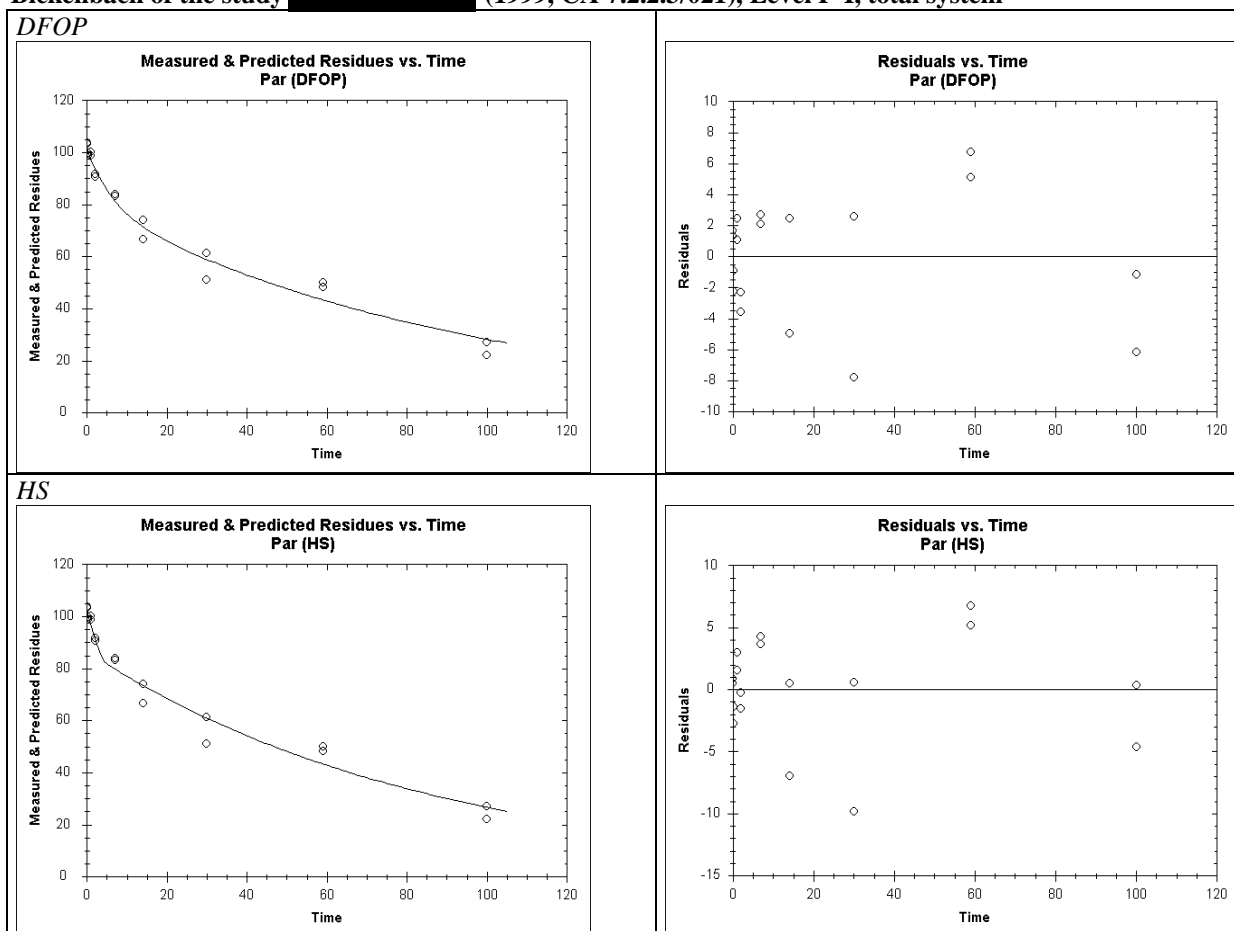 Bickenbach of the study (1999, CA 7.2.2.3/021), Level P-I, total system
DFOP
Measured & Predicted Residues vs. Time
Par (DFOP)
Measured & Predicted Residues
120
100
80
60
40
20
0
0 20 40 60 80 100 120
Time
Residuals vs. Time
Par (DFOP)
Residuals
10
8
6
4
2
0
-2
-4
-6
-8
-10
0 20 40 60 80 100 120
Time
HS
Measured & Predicted Residues vs. Time
Par (HS)
Measured & Predicted Residues
120
100
80
60
40
20
0
0 20 40 60 80 100 120
Time
Residuals vs. Time
Par (HS)
Residuals
10
5
0
-5
-10
-15
0 20 40 60 80 100 120
Time